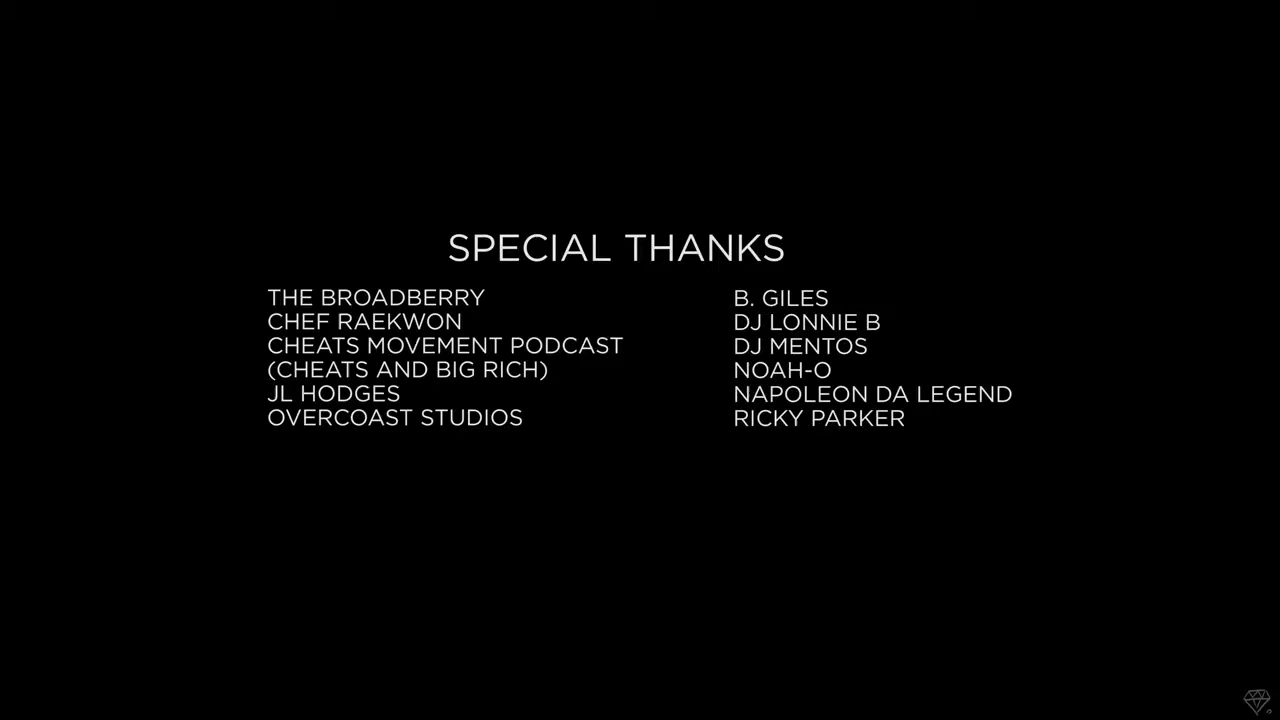 SPECIAL THANKS
THE BROADBERRY
CHEF RAEKWON
CHEATS MOVEMENT PODCAST
(CHEATS AND BIG RICH)
JL HODGES
OVERCOAST STUDIOS
B. GILES
DJ LONNIE B
DJ MENTOS
NOAH-O
NAPOLEON DA LEGEND
RICKY PARKER